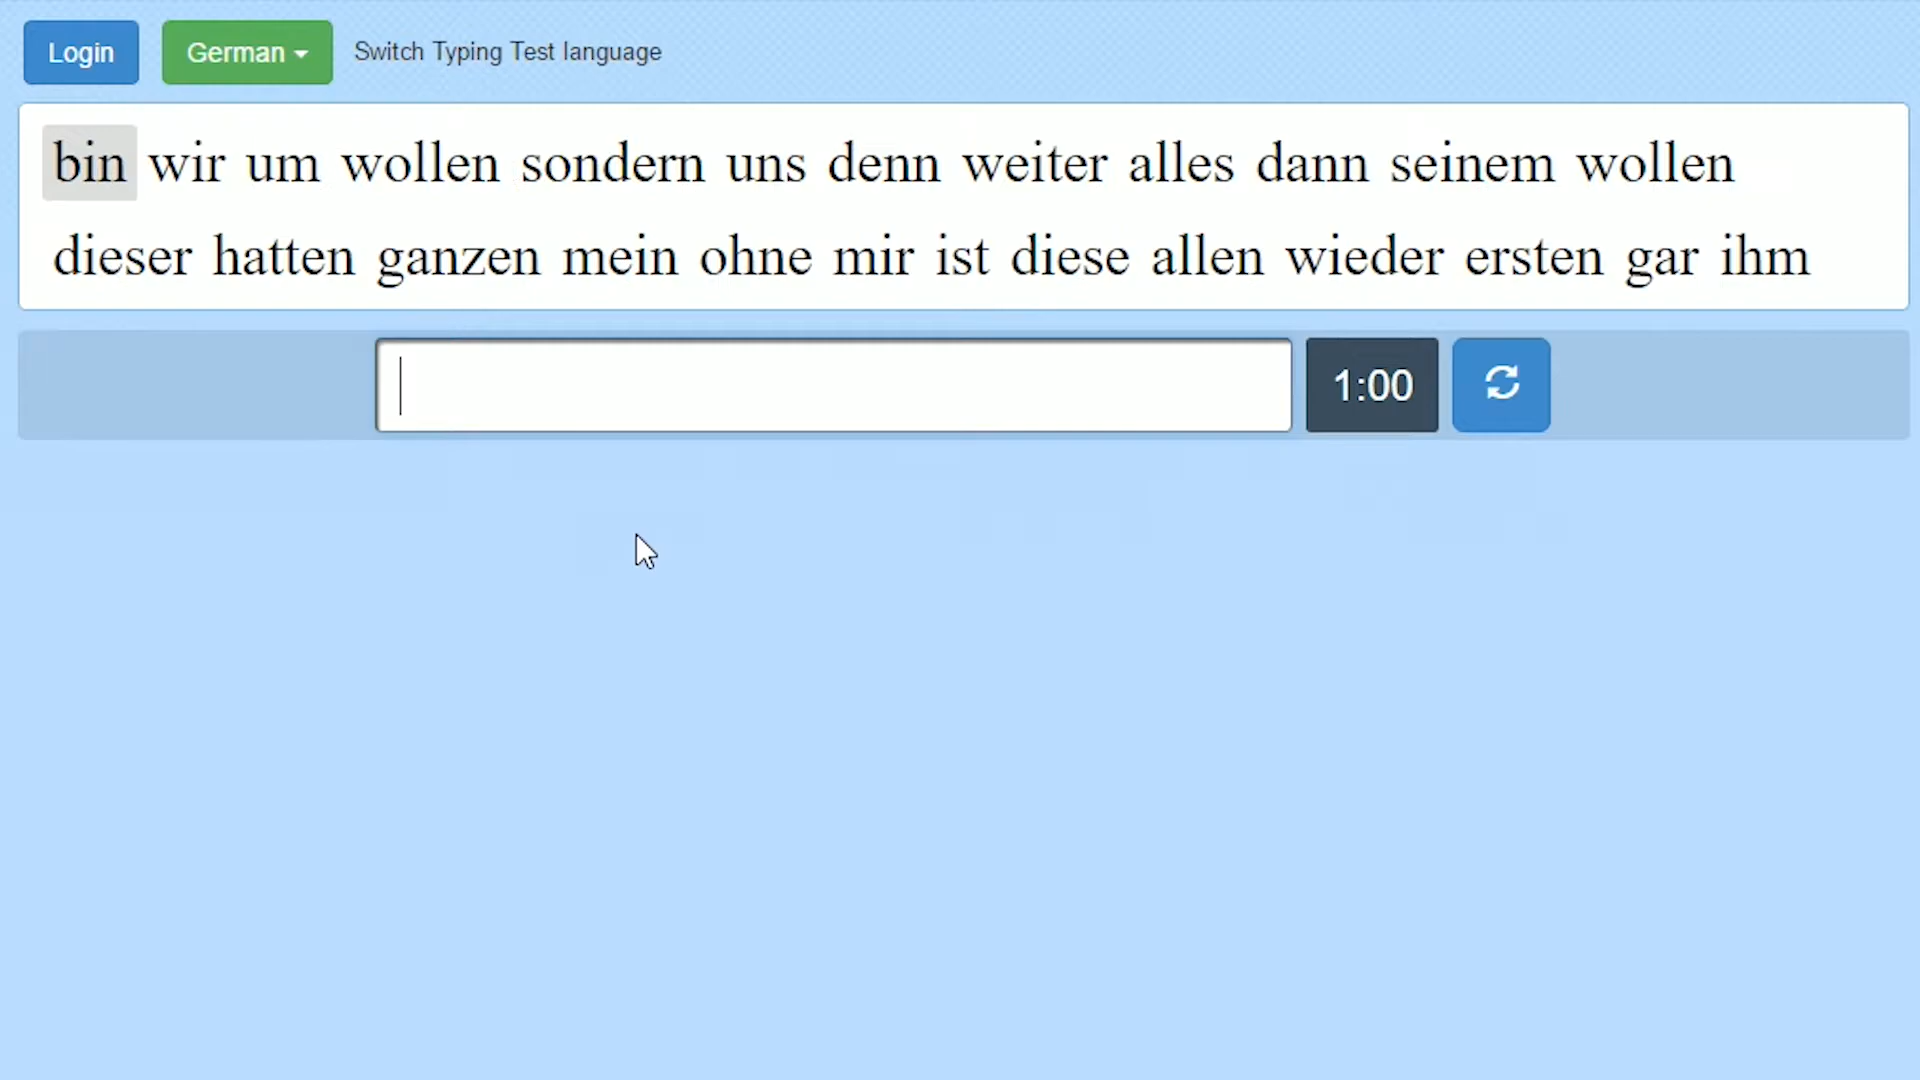 Login German Switch Typing Test language
bin wir um wollen sondern uns denn weiter alles dann seinem wollen
dieser hatten ganzen mein ohne mir ist diese allen wieder ersten gar ihm
1:00